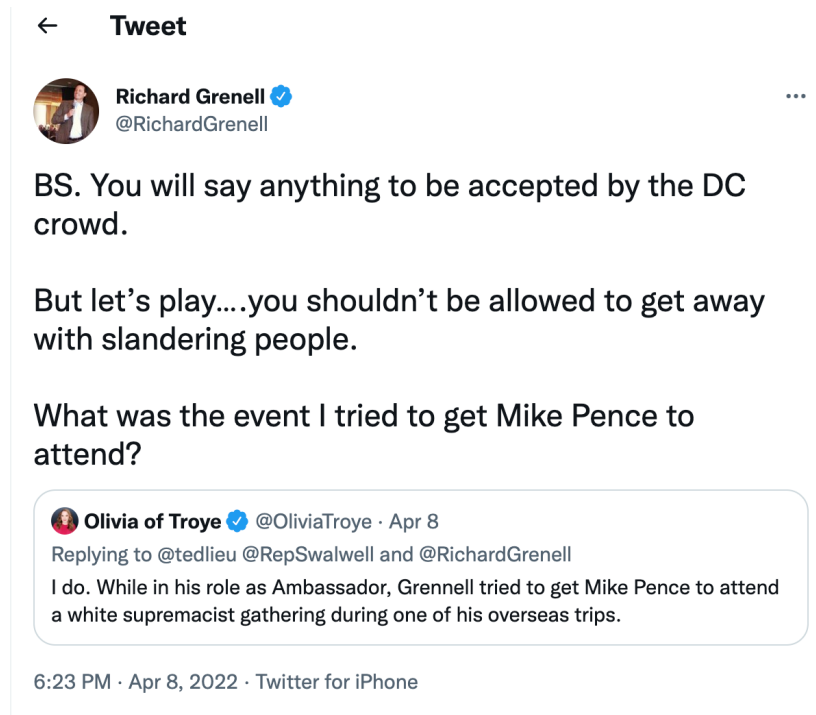 Tweet
Richard Grenell
@RichardGrenell
BS. You will say anything to be accepted by the DC
crowd.
But let’s play....you shouldn’t be allowed to get away
with slandering people.
What was the event I tried to get Mike Pence to
attend?
Olivia of Troye @OliviaTroye · Apr 8
Replying to @tedlieu @RepSwalwell and @RichardGrenell
I do. While in his role as Ambassador, Grennell tried to get Mike Pence to attend
a white supremacist gathering during one of his overseas trips.
6:23 PM · Apr 8, 2022 · Twitter for iPhone